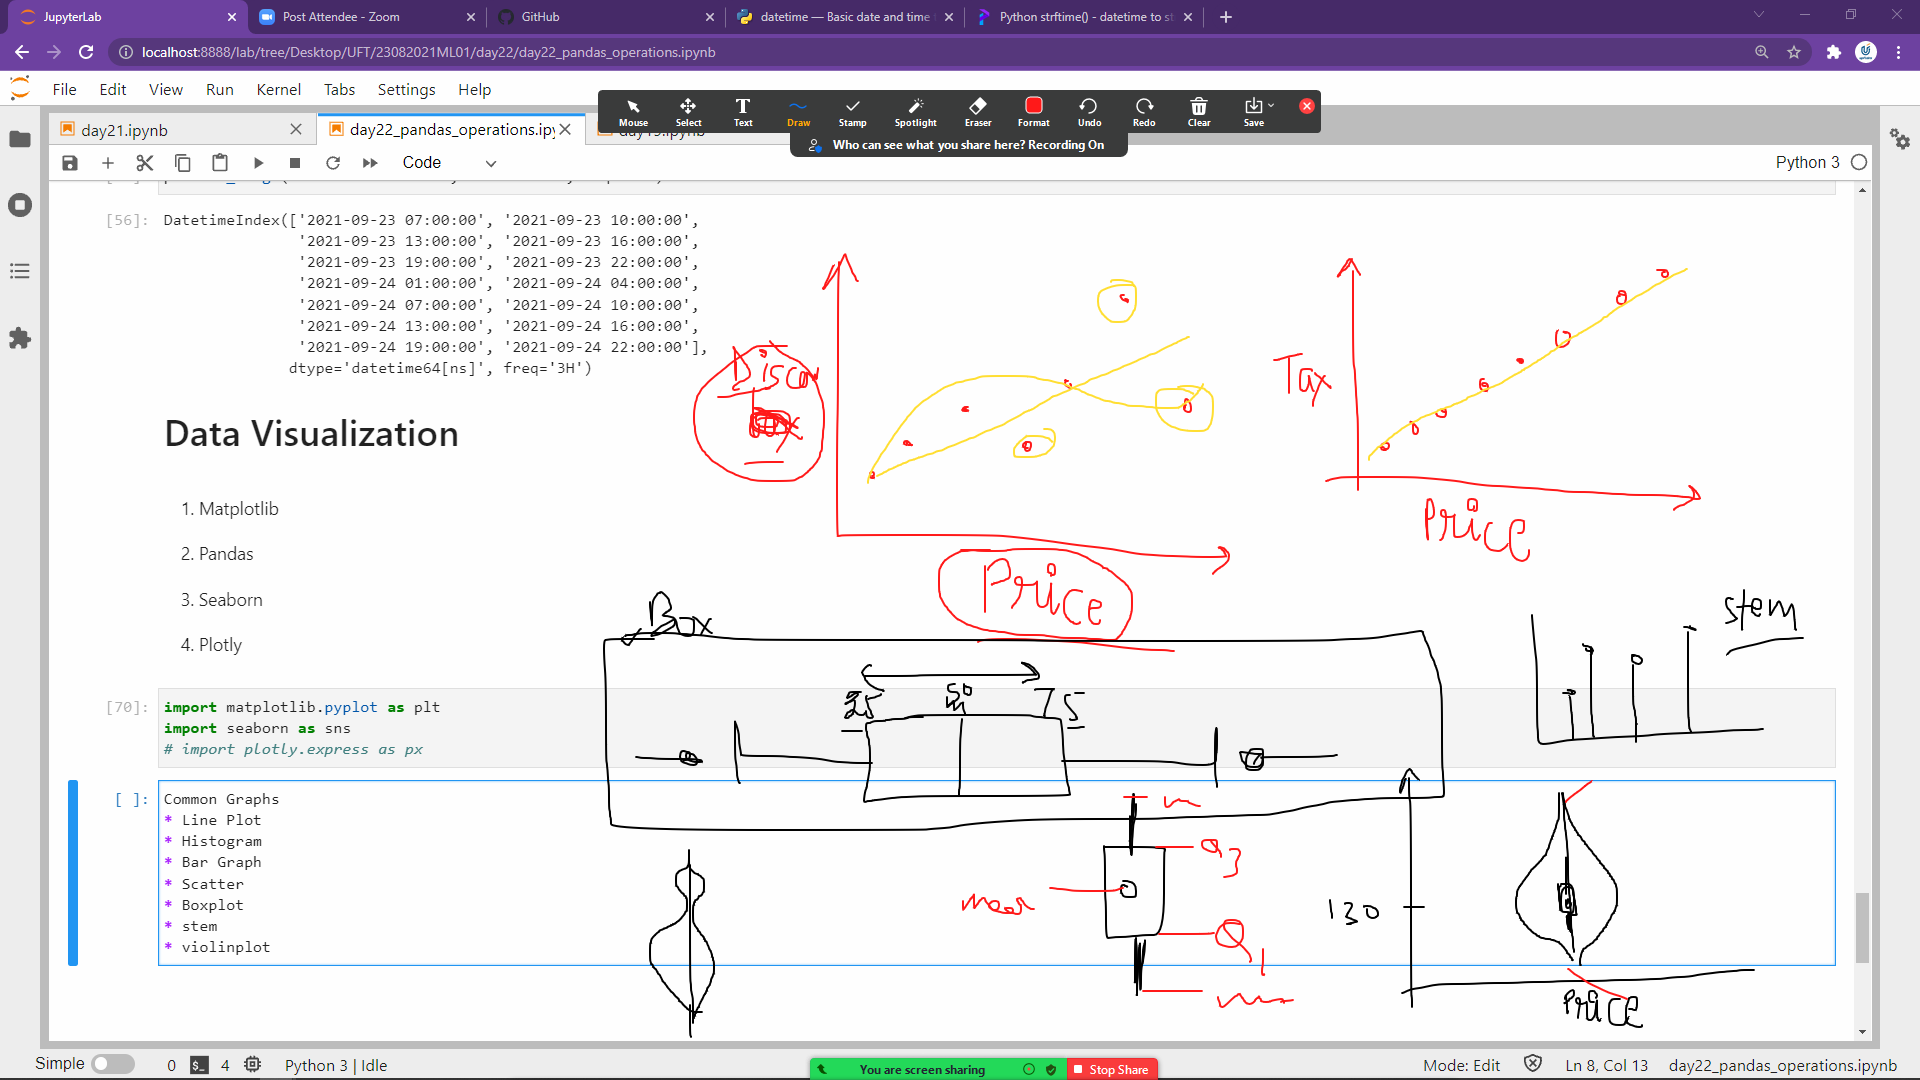 JupyterLab
Post Attendee - Zoom
GitHub
datetime — Basic date and time
Python strftime() - datetime to st
localhost:8888/lab/tree/Desktop/UFT/23082021ML01/day22/day22_pandas_operations.ipynb
File Edit View Run Kernel Tabs Settings Help
Mouse Select Text Draw Stamp Spotlight Eraser Format Undo Redo Clear Save
day21.ipynb
day22_pandas_operations.ipy
Who can see what you share here? Recording On
Code
Python 3
[56]:
DatetimeIndex(['2021-09-23 07:00:00', '2021-09-23 10:00:00',
'2021-09-23 13:00:00', '2021-09-23 16:00:00',
'2021-09-23 19:00:00', '2021-09-23 22:00:00',
'2021-09-24 01:00:00', '2021-09-24 04:00:00',
'2021-09-24 07:00:00', '2021-09-24 10:00:00',
'2021-09-24 13:00:00', '2021-09-24 16:00:00',
'2021-09-24 19:00:00', '2021-09-24 22:00:00'],
dtype='datetime64[ns]', freq='3H')
Tax
Price
Price
Data Visualization
1. Matplotlib
2. Pandas
3. Seaborn
4. Plotly
Box
stem
25 50 75
[70]:
import matplotlib.pyplot as plt
import seaborn as sns
# import plotly.express as px
[ ]:
Common Graphs
* Line Plot
* Histogram
* Bar Graph
* Scatter
* Boxplot
* stem
* violinplot
Q3
Q1
130
Price
Simple
0
4
Python 3 | Idle
You are screen sharing
Stop Share
Mode: Edit
Ln 8, Col 13
day22_pandas_operations.ipynb